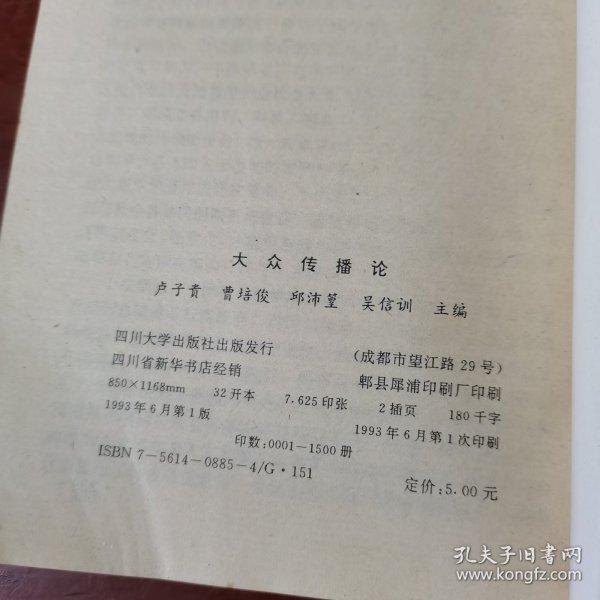 大众传播论
卢子贵 曹培俊 邱沛篁 吴信训 主编
四川大学出版社出版发行 (成都市望江路29号)
四川省新华书店经销 郫县犀浦印刷厂印刷
850×1168mm 32开本 7.625印张 2插页 180千字
1993年6月第1版 1993年6月第1次印刷
印数:0001-1500册
ISBN 7-5614-0885-4/G·151
定价:5.00元
孔夫子旧书网
www.kongfz.com